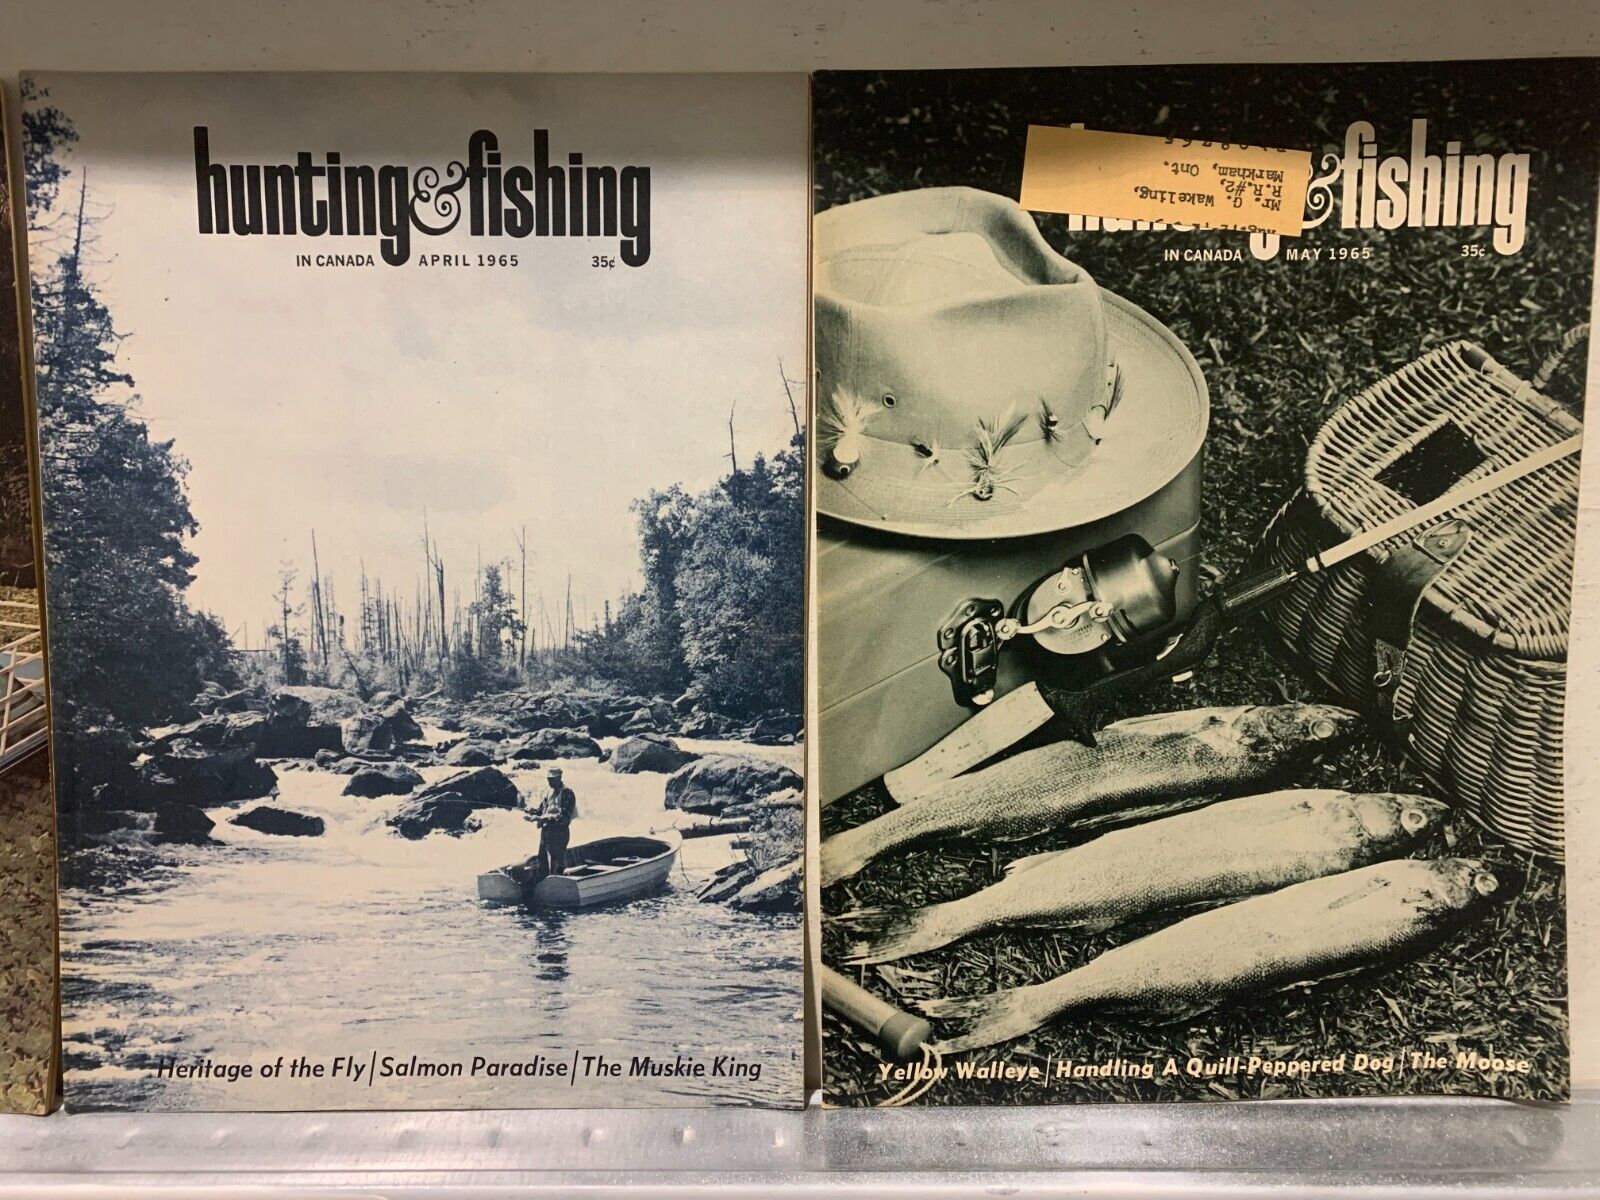 hunting & fishing
IN CANADA APRIL 1965 35¢
Heritage of the Fly | Salmon Paradise | The Muskie King
& fishing
IN CANADA MAY 1965 35¢
Mr. G. Wakeling,
R.R.#2,
Markham, Ont.
Yellow Walleye | Handling A Quill-Peppered Dog | The Moose